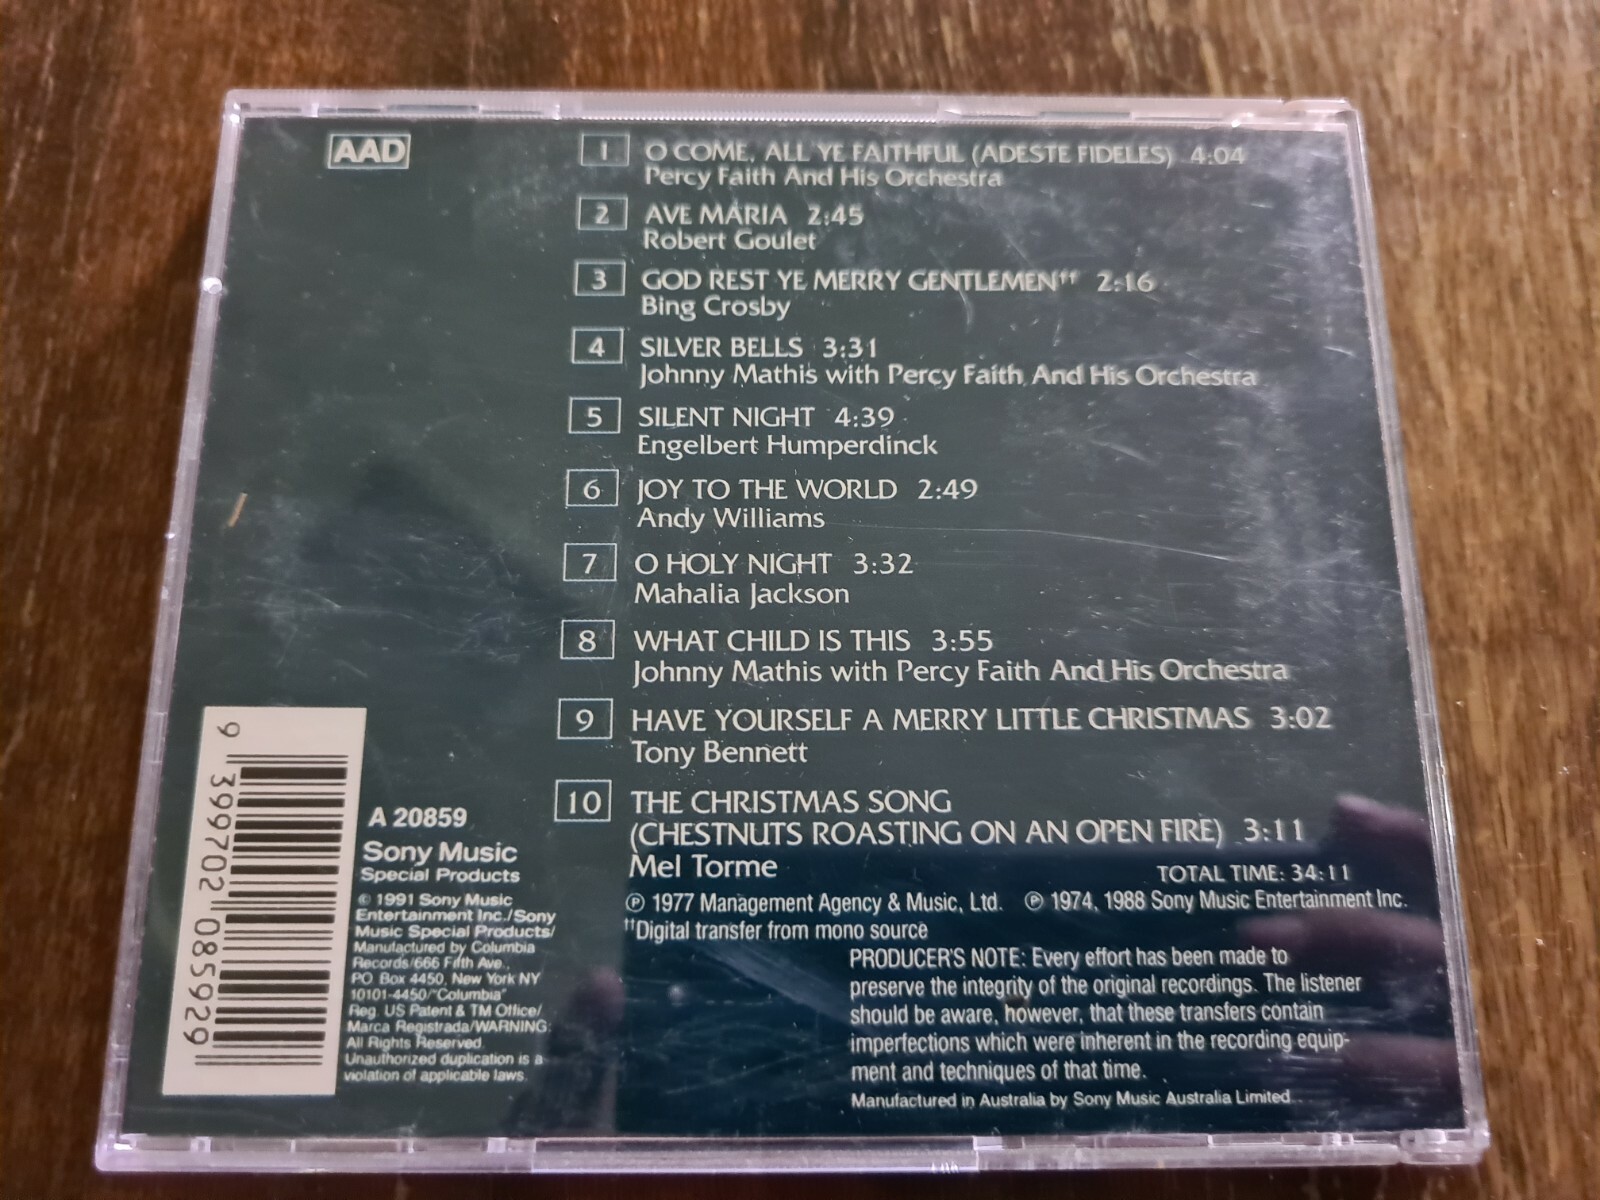 AAD
1 O COME, ALL YE FAITHFUL (ADESTE FIDELES) 4:04
Percy Faith And His Orchestra
2 AVE MARIA 2:45
Robert Goulet
3 GOD REST YE MERRY GENTLEMEN†† 2:16
Bing Crosby
4 SILVER BELLS 3:31
Johnny Mathis with Percy Faith And His Orchestra
5 SILENT NIGHT 4:39
Engelbert Humperdinck
6 JOY TO THE WORLD 2:49
Andy Williams
7 O HOLY NIGHT 3:32
Mahalia Jackson
8 WHAT CHILD IS THIS 3:55
Johnny Mathis with Percy Faith And His Orchestra
9 HAVE YOURSELF A MERRY LITTLE CHRISTMAS 3:02
Tony Bennett
10 THE CHRISTMAS SONG
(CHESTNUTS ROASTING ON AN OPEN FIRE) 3:11
Mel Torme
TOTAL TIME: 34:11
℗ 1977 Management Agency & Music, Ltd. ℗ 1974, 1988 Sony Music Entertainment Inc.
††Digital transfer from mono source
PRODUCER'S NOTE: Every effort has been made to
preserve the integrity of the original recordings. The listener
should be aware, however, that these transfers contain
imperfections which were inherent in the recording equip-
ment and techniques of that time.
Manufactured in Australia by Sony Music Australia Limited
9 399702 085929
A 20859
Sony Music
Special Products
© 1991 Sony Music
Entertainment Inc./Sony
Music Special Products/
Manufactured by Columbia
Records/666 Fifth Ave.,
PO Box 4450, New York NY
10101-4450/"Columbia"
Reg. US Patent & TM Office/
Marca Registrada/WARNING:
All Rights Reserved.
Unauthorized duplication is a
violation of applicable laws.